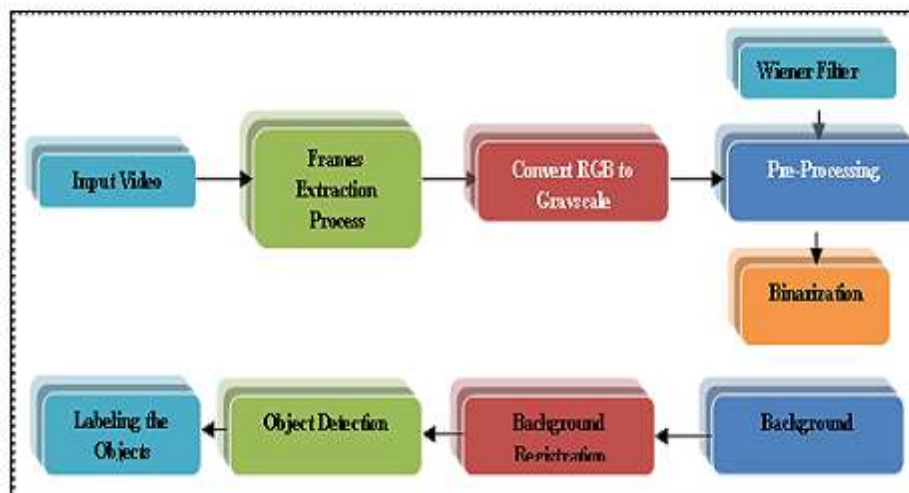 Wiener Filter
Input Video
Frames
Extraction
Process
Convert RGB to
Grayscale
Pre-Processing
Binarization
Labeling the
Objects
Object Detection
Background
Registration
Background